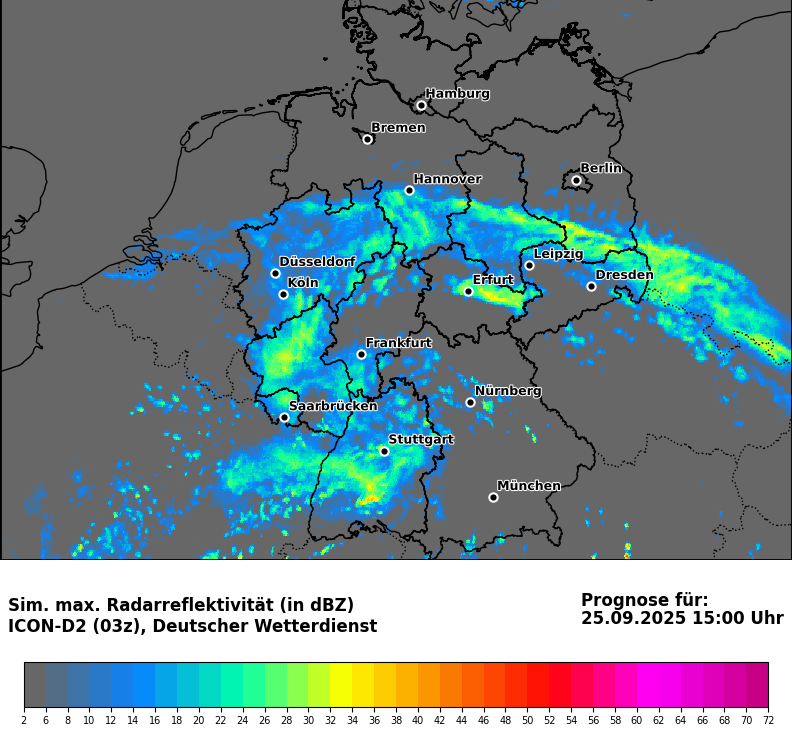 Hamburg
Bremen
Berlin
Hannover
Leipzig
Düsseldorf
Dresden
Köln
Erfurt
Frankfurt
Nürnberg
Saarbrücken
Stuttgart
München
Sim. max. Radarreflektivität (in dBZ)
ICON-D2 (03z), Deutscher Wetterdienst
Prognose für:
25.09.2025 15:00 Uhr
2 6 8 10 12 14 16 18 20 22 24 26 28 30 32 34 36 38 40 42 44 46 48 50 52 54 56 58 60 62 64 66 68 70 72